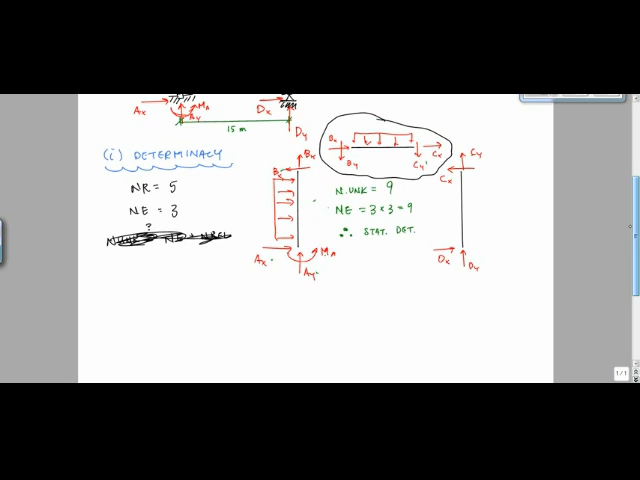 Ax MA Dx
Ay
15 m
Dy
(i) DETERMINACY
NR = 5
NE = 3
?
Bx
Bx
Bx By
Cy Cx
Cy
Cx
N.UNK = 9
NE = 3 × 3 = 9
∴ STAT. DET.
Ax MA
Ay
Dx Dy
1/1